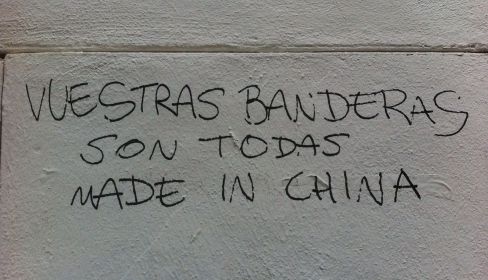 VUESTRAS BANDERAS
SON TODAS
MADE IN CHINA